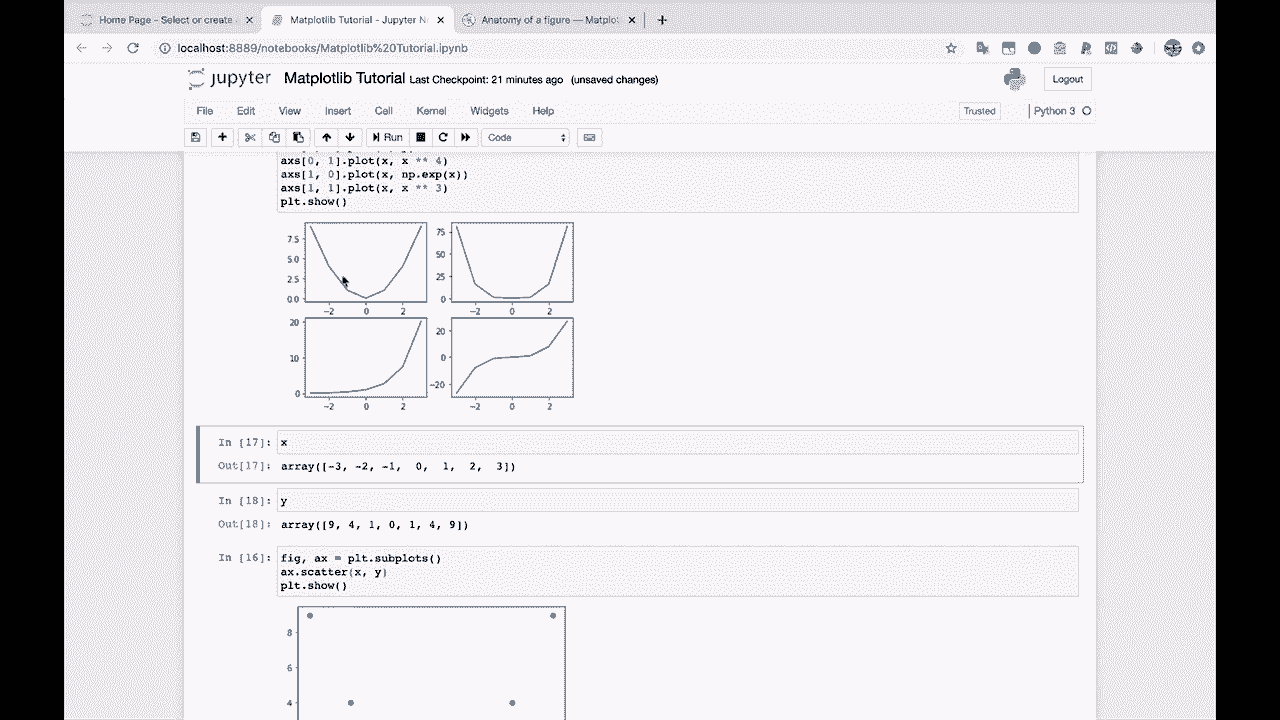 Home Page - Select or create
Matplotlib Tutorial - Jupyter N
Anatomy of a figure — Matplot
localhost:8889/notebooks/Matplotlib%20Tutorial.ipynb
jupyter Matplotlib Tutorial Last Checkpoint: 21 minutes ago (unsaved changes)
Logout
File Edit View Insert Cell Kernel Widgets Help
Trusted
Python 3
Run
Code
axs[0, 1].plot(x, x ** 4)
axs[1, 0].plot(x, np.exp(x))
axs[1, 1].plot(x, x ** 3)
plt.show()
7.5
5.0
2.5
0.0
−2 0 2
75
50
25
0
−2 0 2
20
10
0
−2 0 2
20
0
−20
−2 0 2
In [17]: x
Out[17]: array([-3, -2, -1,  0,  1,  2,  3])
In [18]: y
Out[18]: array([9, 4, 1, 0, 1, 4, 9])
In [16]: fig, ax = plt.subplots()
ax.scatter(x, y)
plt.show()
8
6
4